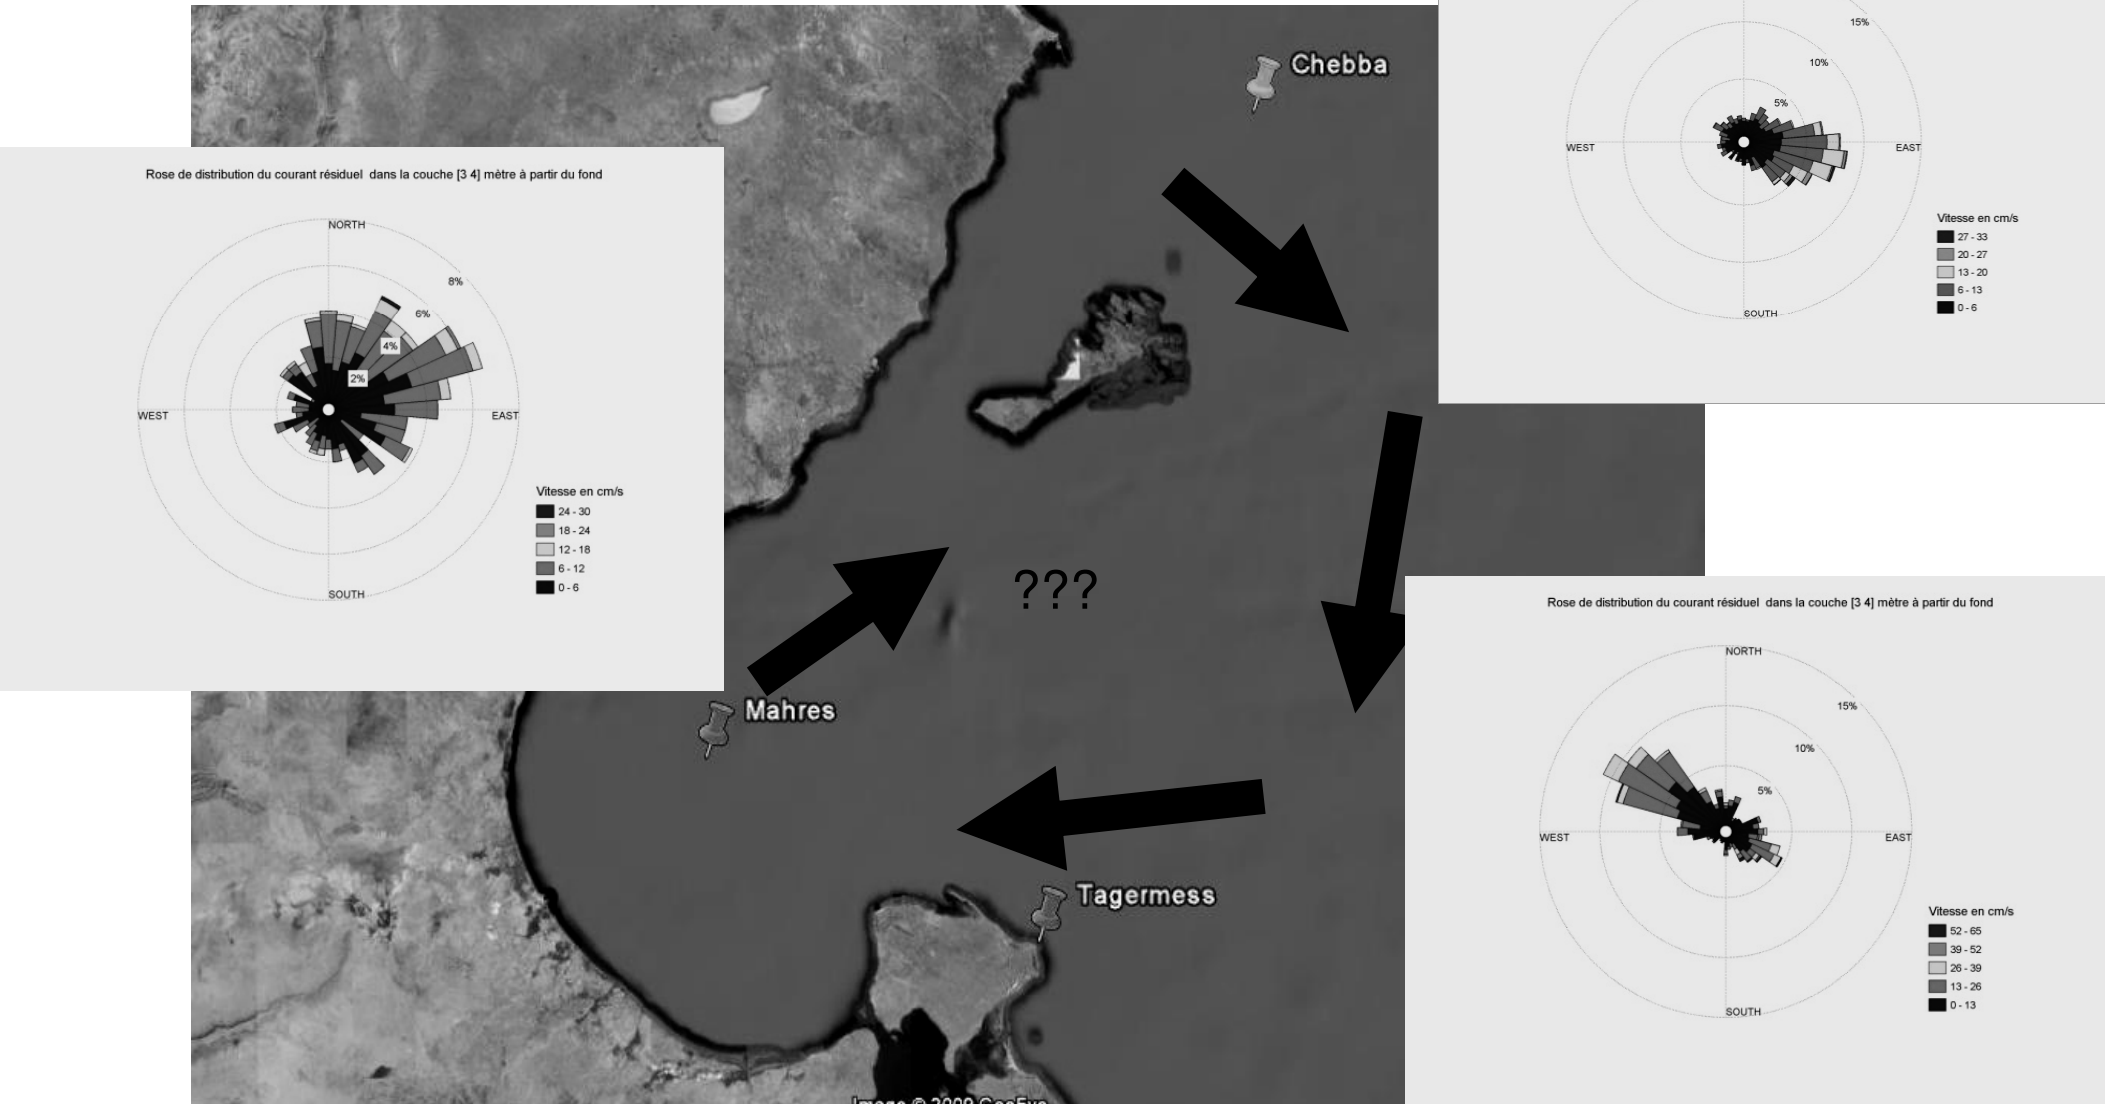 Chebba
15%
10%
5%
WEST
EAST
SOUTH
Vitesse en cm/s
27 - 33
20 - 27
13 - 20
6 - 13
0 - 6
Rose de distribution du courant résiduel dans la couche [3 4] mètre à partir du fond
NORTH
8%
6%
4%
2%
WEST
EAST
SOUTH
Vitesse en cm/s
24 - 30
18 - 24
12 - 18
6 - 12
0 - 6
???
Mahres
Tagermess
Rose de distribution du courant résiduel dans la couche [3 4] mètre à partir du fond
NORTH
15%
10%
5%
WEST
EAST
SOUTH
Vitesse en cm/s
52 - 65
39 - 52
26 - 39
13 - 26
0 - 13
Image © 2009 GeoEye